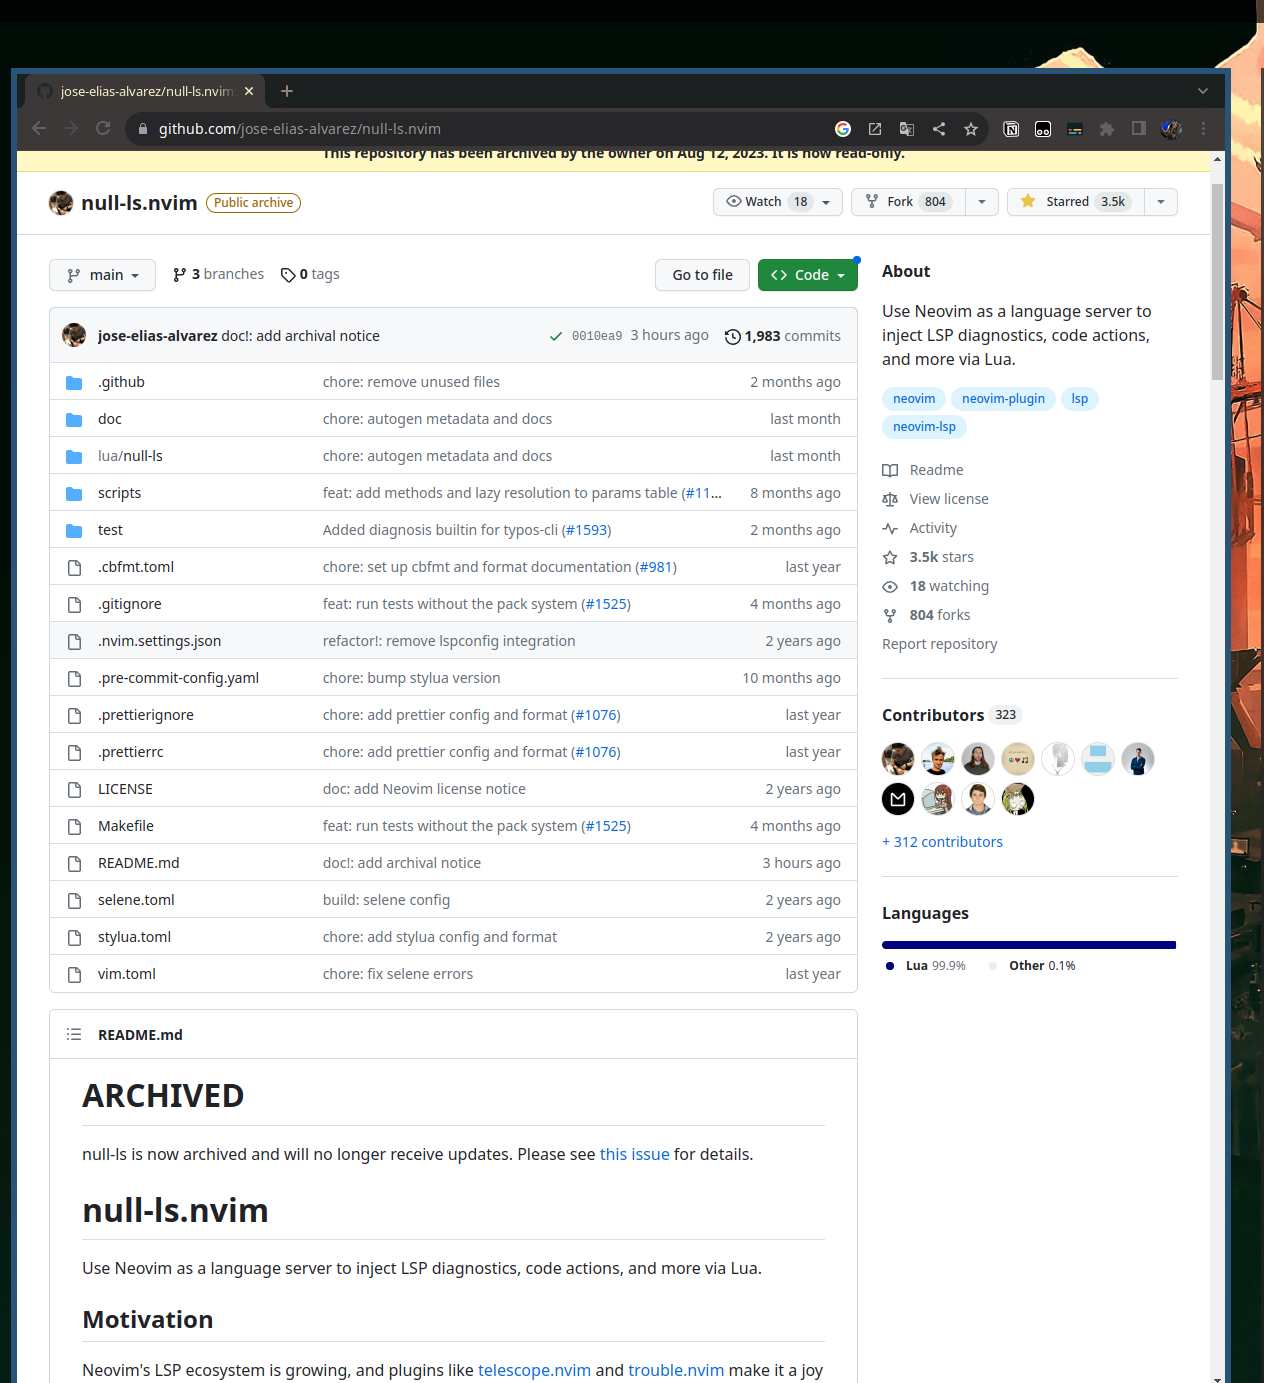 jose-elias-alvarez/null-ls.nvim
github.com/jose-elias-alvarez/null-ls.nvim
This repository has been archived by the owner on Aug 12, 2023. It is now read-only.
null-ls.nvim Public archive Watch 18 Fork 804 Starred 3.5k
main 3 branches 0 tags Go to file Code
jose-elias-alvarez doc!: add archival notice 0010ea9 3 hours ago 1,983 commits
.github chore: remove unused files 2 months ago
doc chore: autogen metadata and docs last month
lua/null-ls chore: autogen metadata and docs last month
scripts feat: add methods and lazy resolution to params table (#11... 8 months ago
test Added diagnosis builtin for typos-cli (#1593) 2 months ago
.cbfmt.toml chore: set up cbfmt and format documentation (#981) last year
.gitignore feat: run tests without the pack system (#1525) 4 months ago
.nvim.settings.json refactor!: remove lspconfig integration 2 years ago
.pre-commit-config.yaml chore: bump stylua version 10 months ago
.prettierignore chore: add prettier config and format (#1076) last year
.prettierrc chore: add prettier config and format (#1076) last year
LICENSE doc: add Neovim license notice 2 years ago
Makefile feat: run tests without the pack system (#1525) 4 months ago
README.md doc!: add archival notice 3 hours ago
selene.toml build: selene config 2 years ago
stylua.toml chore: add stylua config and format 2 years ago
vim.toml chore: fix selene errors last year
README.md
ARCHIVED
null-ls is now archived and will no longer receive updates. Please see this issue for details.
null-ls.nvim
Use Neovim as a language server to inject LSP diagnostics, code actions, and more via Lua.
Motivation
Neovim's LSP ecosystem is growing, and plugins like telescope.nvim and trouble.nvim make it a joy
About
Use Neovim as a language server to
inject LSP diagnostics, code actions,
and more via Lua.
neovim neovim-plugin lsp
neovim-lsp
Readme
View license
Activity
3.5k stars
18 watching
804 forks
Report repository
Contributors 323
+ 312 contributors
Languages
Lua 99.9% Other 0.1%